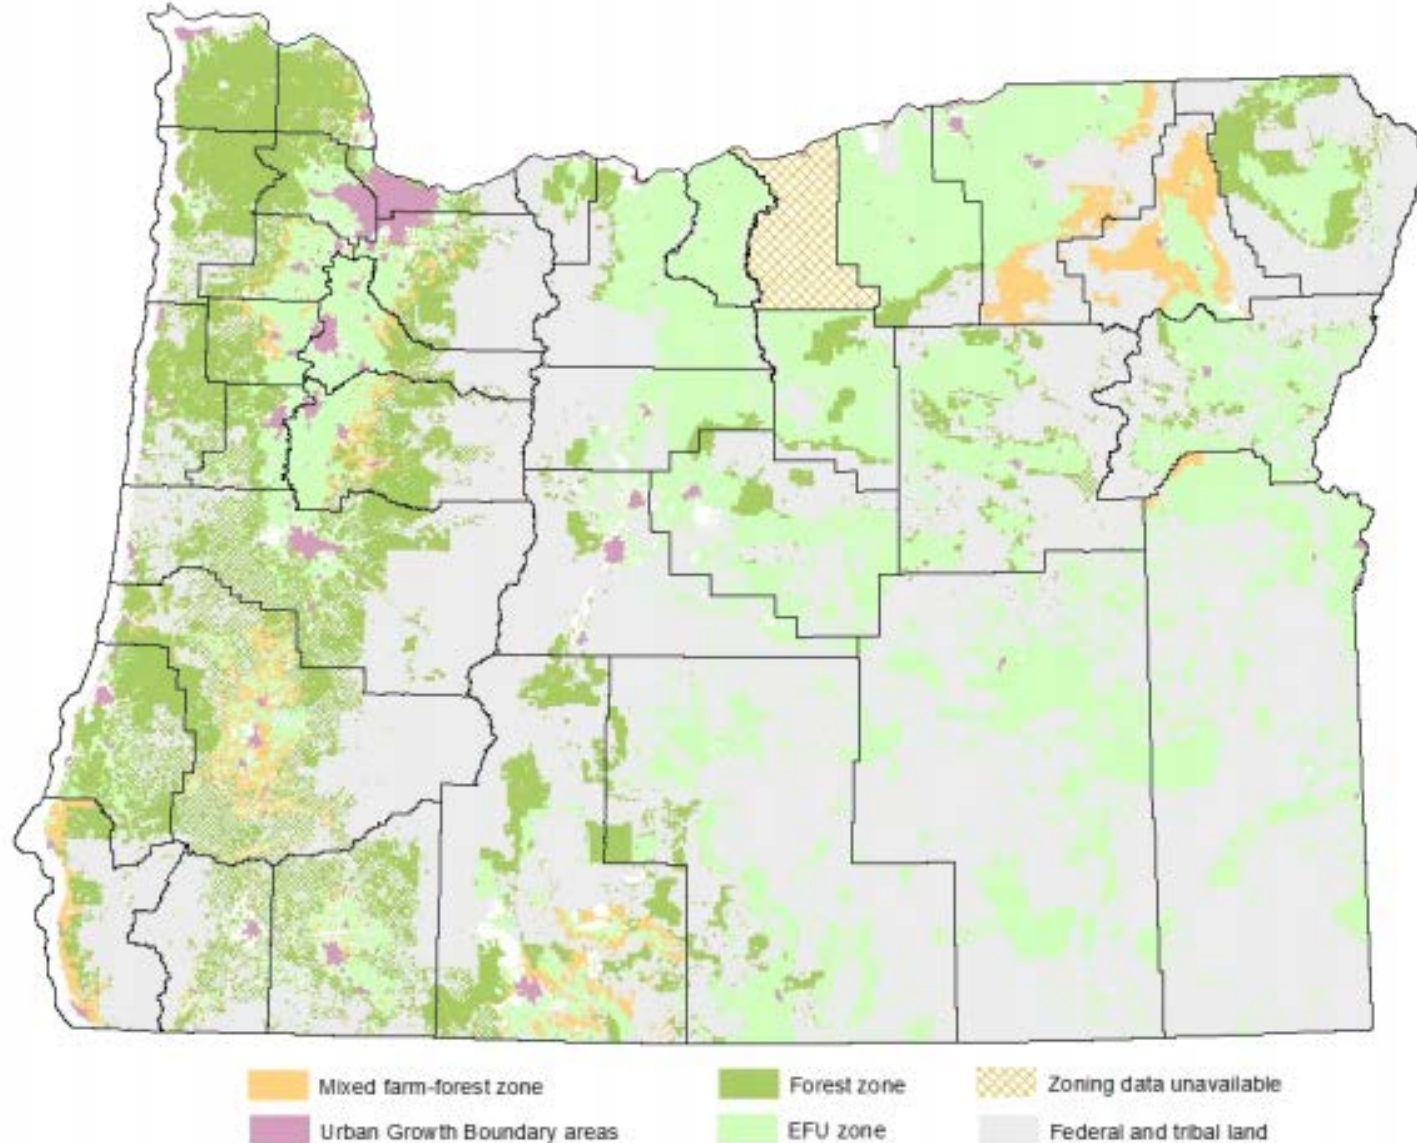 Mixed farm-forest zone
Forest zone
Zoning data unavailable
Urban Growth Boundary areas
EFU zone
Federal and tribal land